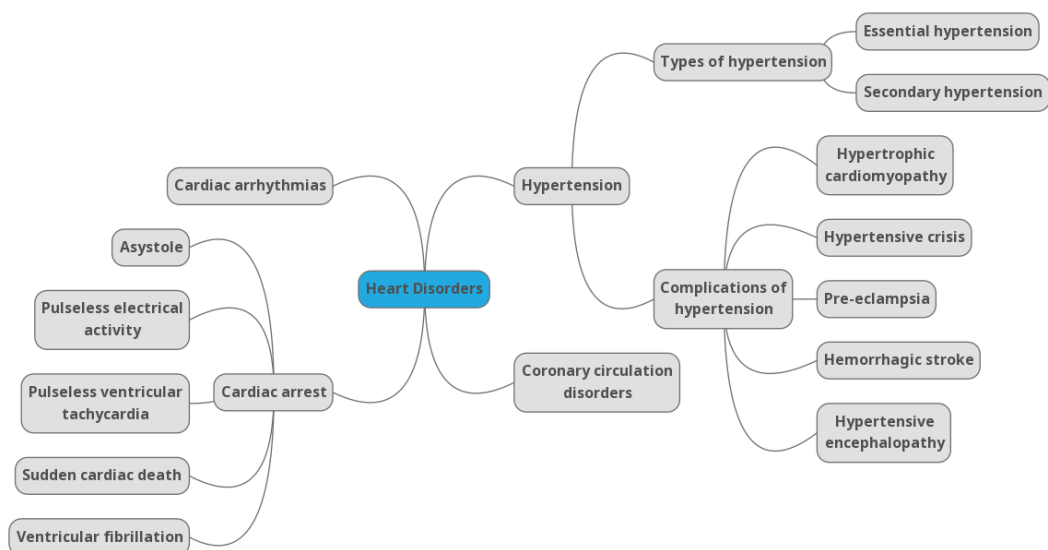 Essential hypertension
Types of hypertension
Secondary hypertension
Hypertrophic
cardiomyopathy
Cardiac arrhythmias
Hypertension
Hypertensive crisis
Asystole
Heart Disorders
Complications of
hypertension
Pre-eclampsia
Pulseless electrical
activity
Hemorrhagic stroke
Coronary circulation
disorders
Pulseless ventricular
tachycardia
Cardiac arrest
Hypertensive
encephalopathy
Sudden cardiac death
Ventricular fibrillation